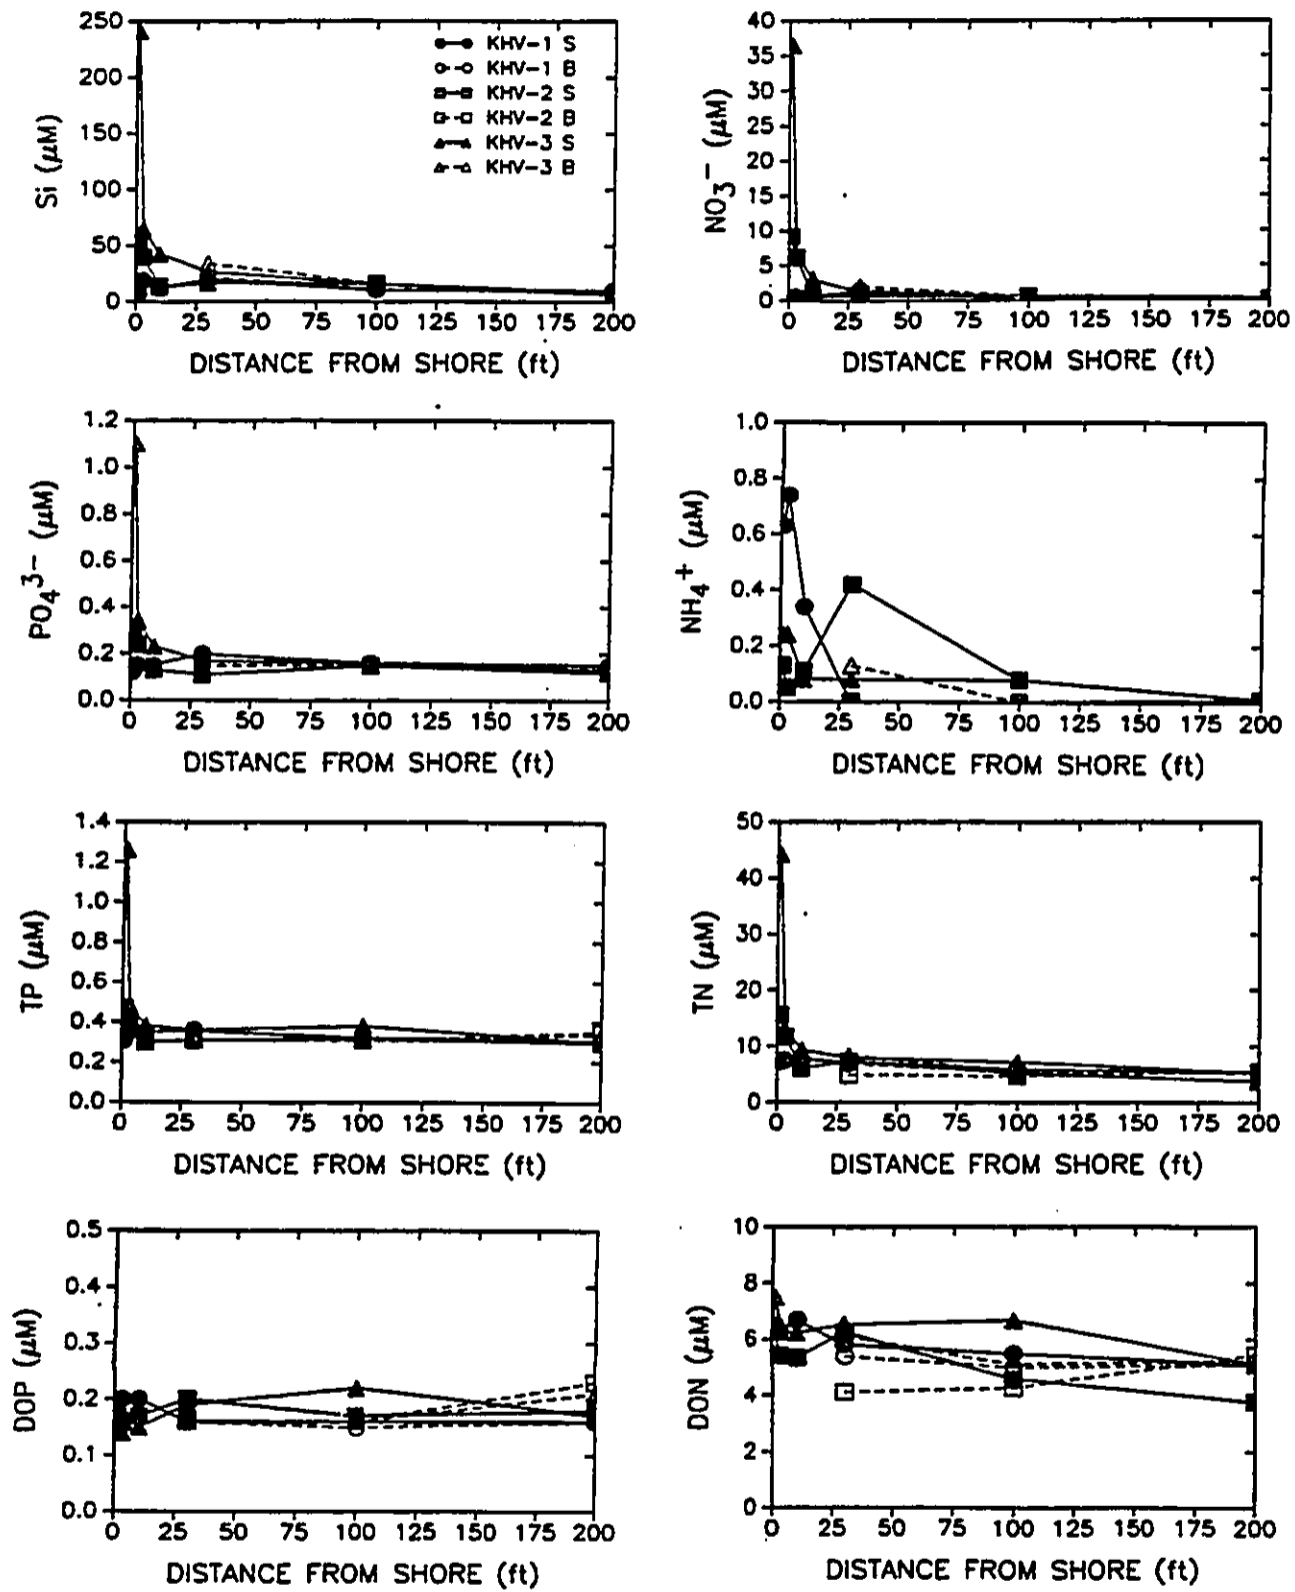 250
200
150
100
50
0
Si (µM)
KHV-1 S
KHV-1 B
KHV-2 S
KHV-2 B
KHV-3 S
KHV-3 B
0 25 50 75 100 125 150 175 200
DISTANCE FROM SHORE (ft)
40
35
30
25
20
15
10
5
0
NO3− (µM)
0 25 50 75 100 125 150 175 200
DISTANCE FROM SHORE (ft)
1.2
1.0
0.8
0.6
0.4
0.2
0.0
PO4 3− (µM)
0 25 50 75 100 125 150 175 200
DISTANCE FROM SHORE (ft)
1.0
0.8
0.6
0.4
0.2
0.0
NH4+ (µM)
0 25 50 75 100 125 150 175 200
DISTANCE FROM SHORE (ft)
1.4
1.2
1.0
0.8
0.6
0.4
0.2
0.0
TP (µM)
0 25 50 75 100 125 150 175 200
DISTANCE FROM SHORE (ft)
50
40
30
20
10
0
TN (µM)
0 25 50 75 100 125 150 175 200
DISTANCE FROM SHORE (ft)
0.5
0.4
0.3
0.2
0.1
0.0
DOP (µM)
0 25 50 75 100 125 150 175 200
DISTANCE FROM SHORE (ft)
10
8
6
4
2
0
DON (µM)
0 25 50 75 100 125 150 175 200
DISTANCE FROM SHORE (ft)